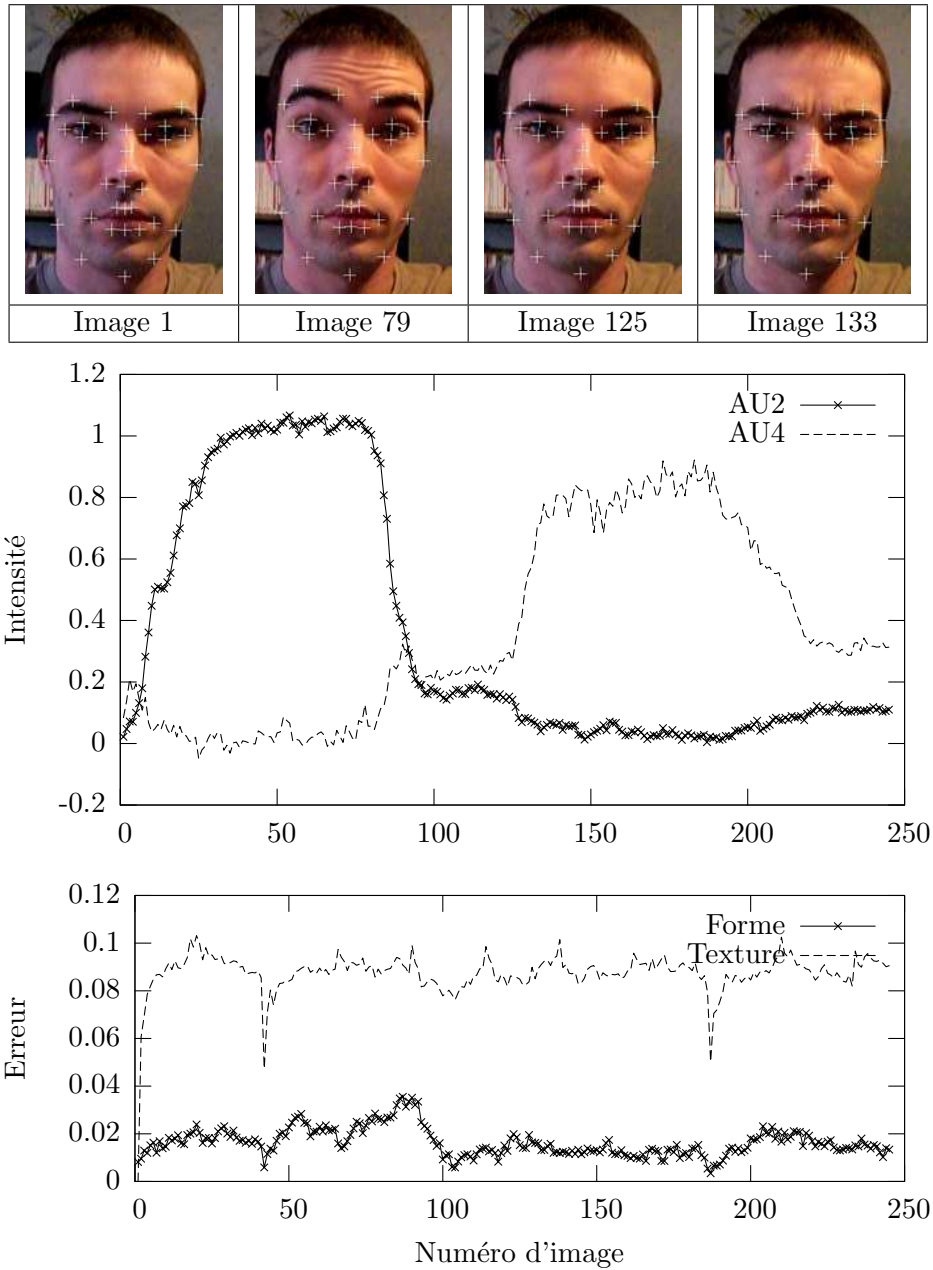 Image 1 Image 79 Image 125 Image 133
1.2
1
0.8
0.6
0.4
0.2
0
-0.2
Intensité
AU2
AU4
0 50 100 150 200 250
0.12
0.1
0.08
0.06
0.04
0.02
0
Erreur
Forme
Texture
0 50 100 150 200 250
Numéro d'image